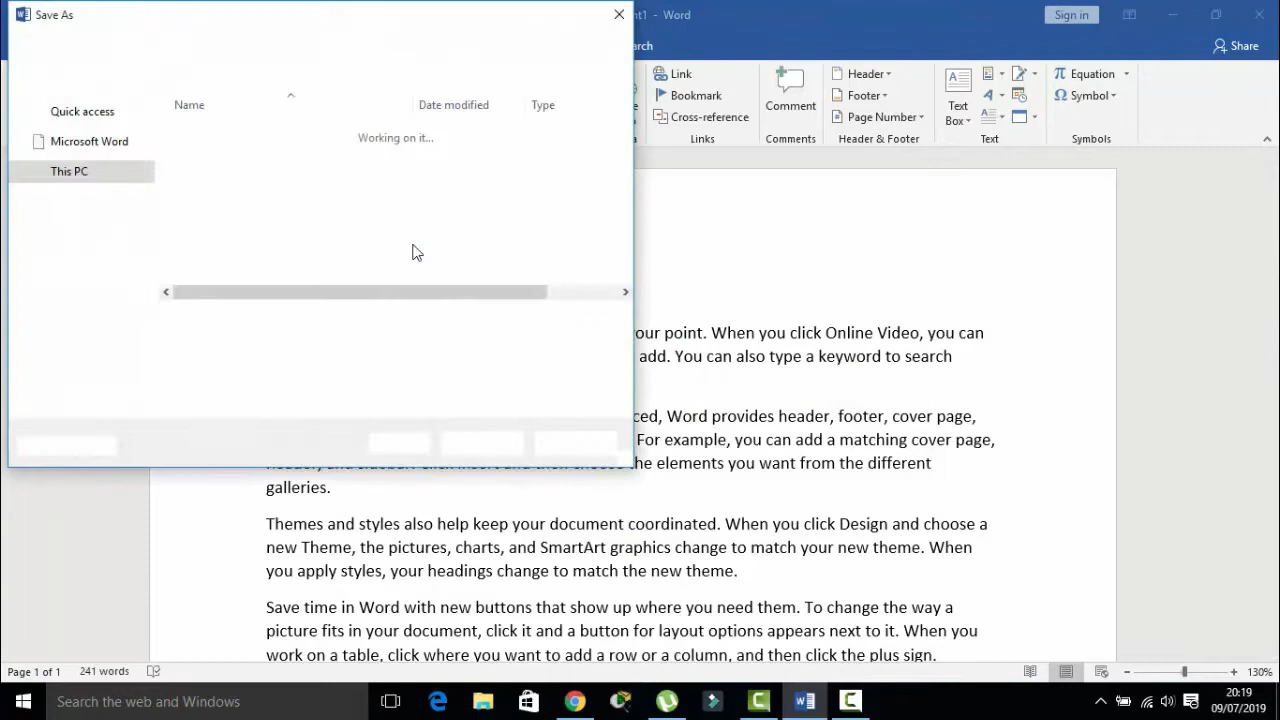 Save As
nt1 - Word
Sign in
rch
Share
Quick access
Microsoft Word
This PC
Name
Date modified
Type
Working on it...
Link
Bookmark
Cross-reference
Links
Comment
Comments
Header
Footer
Page Number
Header & Footer
Text
Box
Text
Equation
Symbol
Symbols
our point. When you click Online Video, you can
add. You can also type a keyword to search
ced, Word provides header, footer, cover page,
For example, you can add a matching cover page,
header, and sidebar. Click Insert and then choose the elements you want from the different
galleries.
Themes and styles also help keep your document coordinated. When you click Design and choose a
new Theme, the pictures, charts, and SmartArt graphics change to match your new theme. When
you apply styles, your headings change to match the new theme.
Save time in Word with new buttons that show up where you need them. To change the way a
picture fits in your document, click it and a button for layout options appears next to it. When you
work on a table, click where you want to add a row or a column, and then click the plus sign.
Page 1 of 1
241 words
130%
Search the web and Windows
20:19
09/07/2019